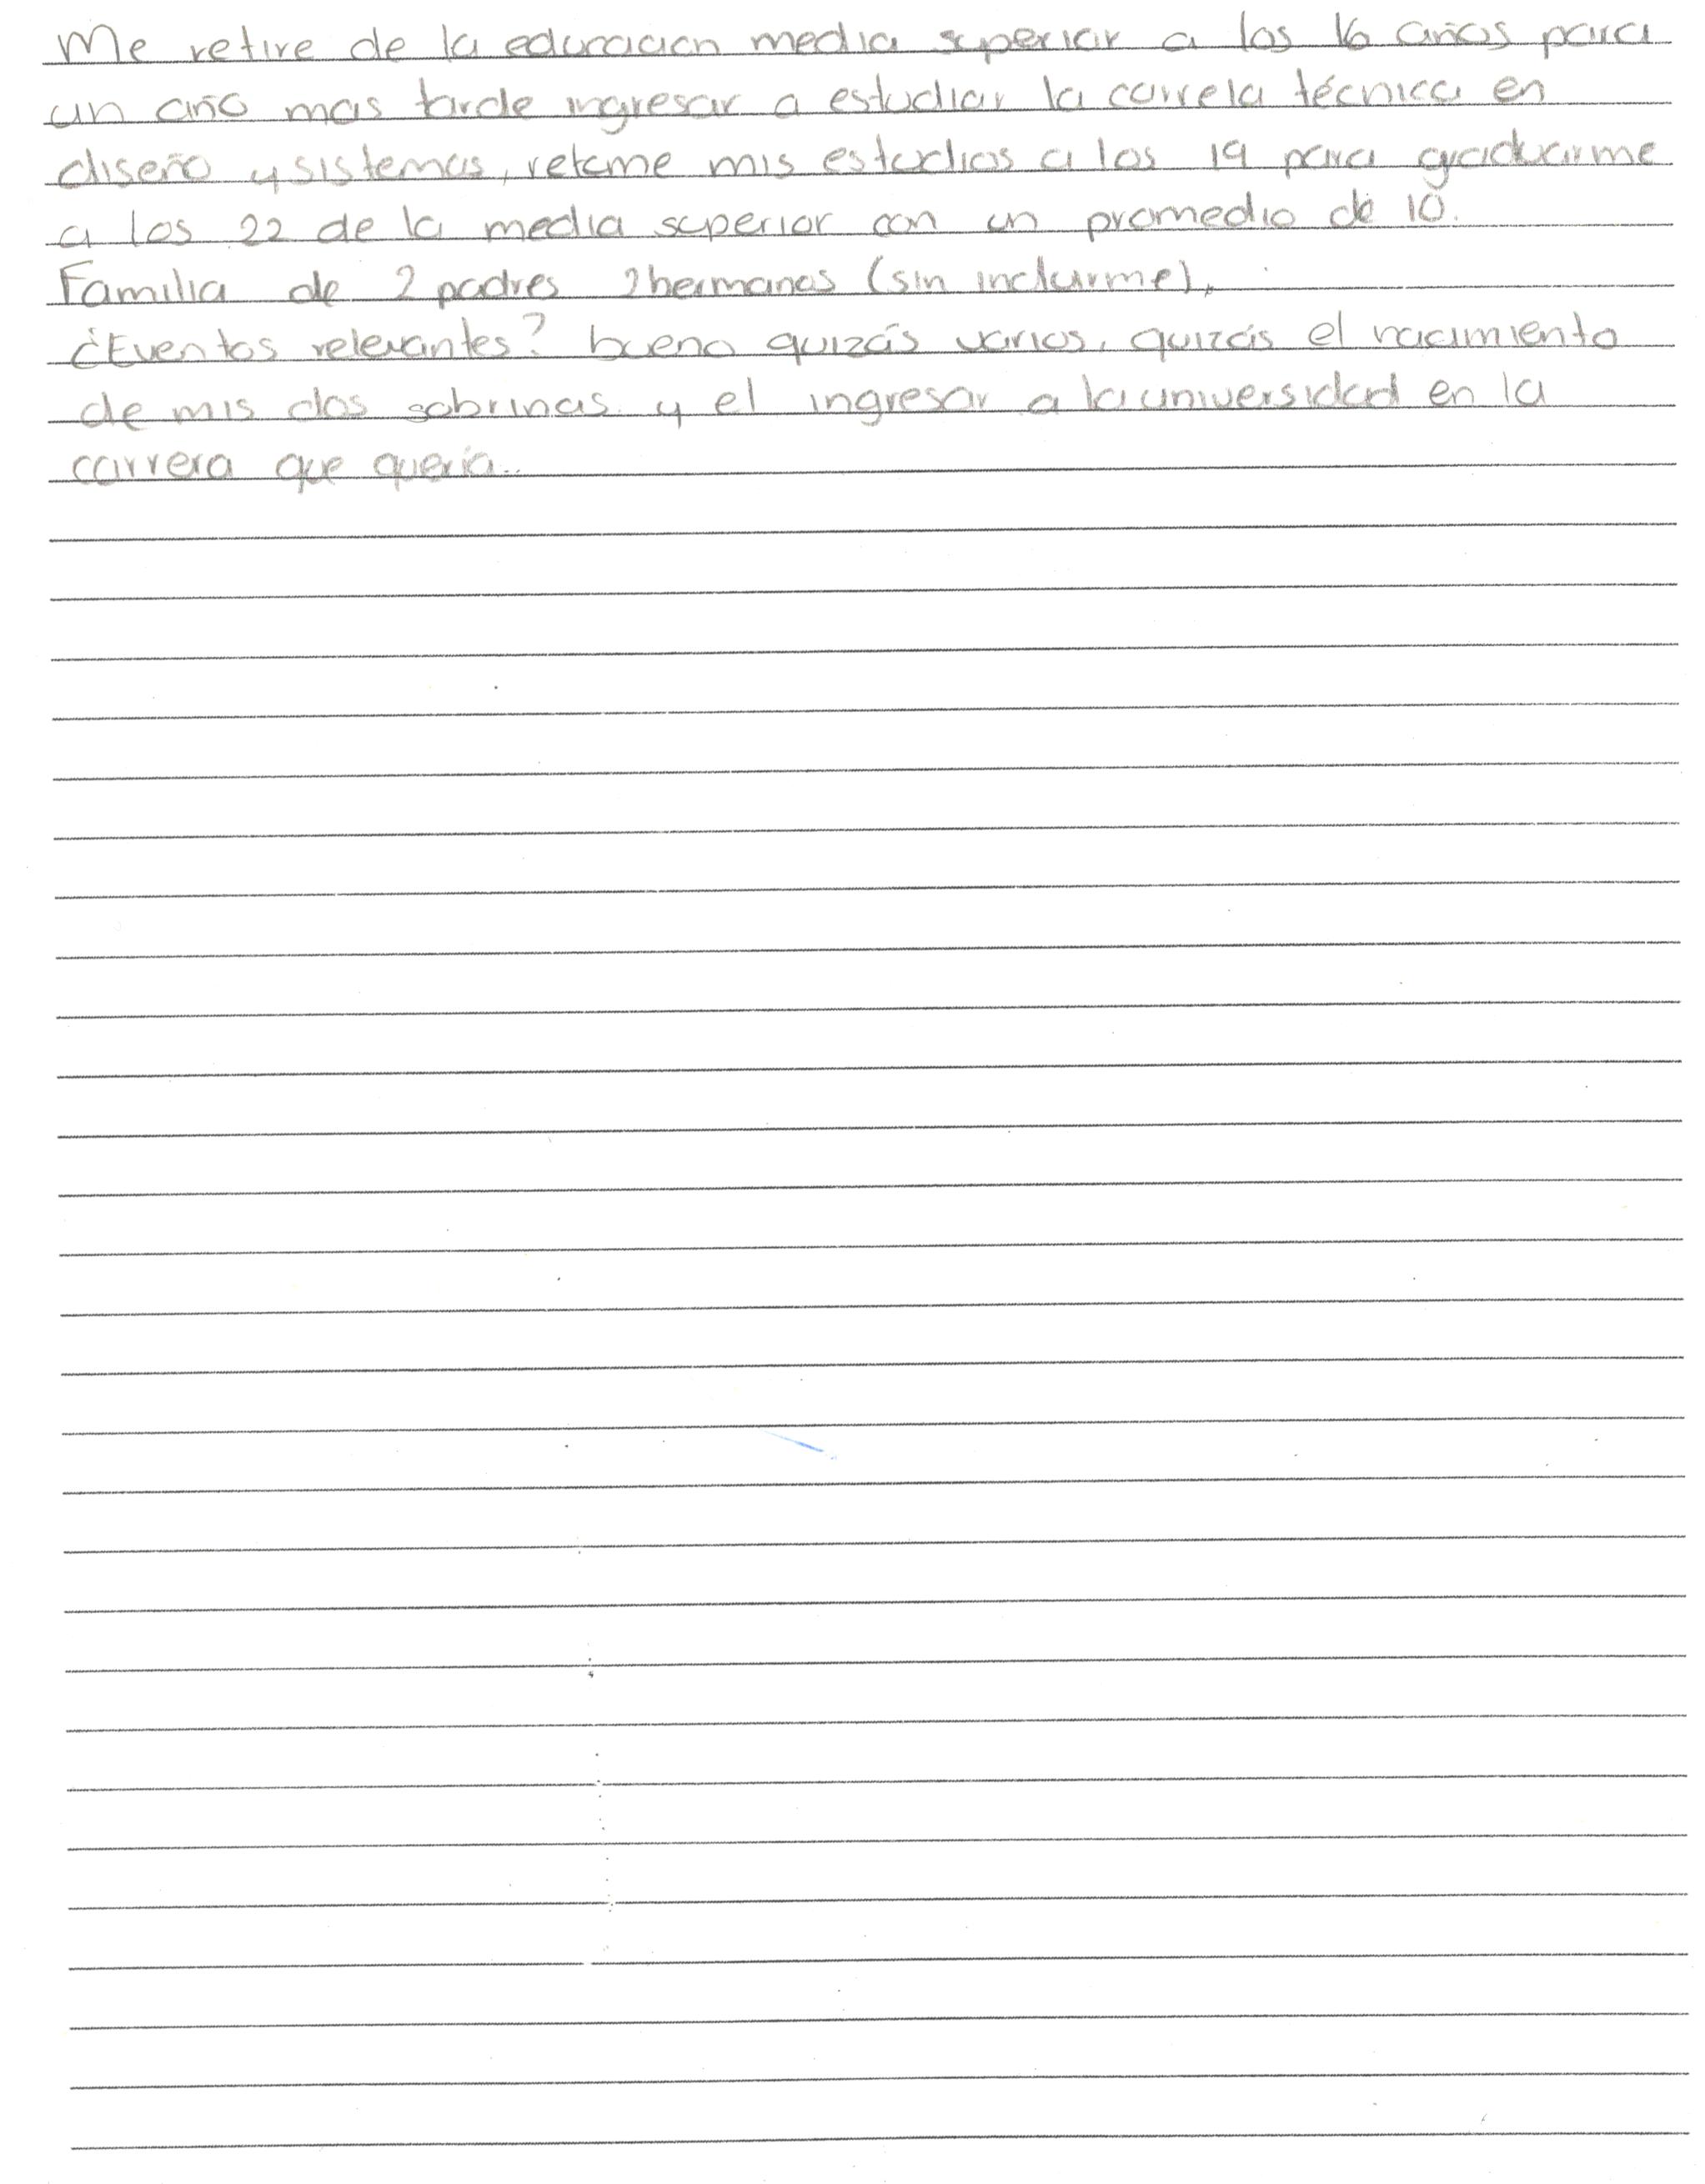 Me retire de la educacion media superior a los 16 años para
un año mas tarde ingresar a estudiar la carrela técnica en
diseño y sistemas, retome mis estudios a los 19 para graduarme
a los 22 de la media superior con un promedio de 10.
Familia de 2 padres 2 hermanos (sin incluirme).
¿Eventos relevantes? bueno quizás varios, quizás el nacimiento
de mis dos sobrinas y el ingresar a la universidad en la
carrera que quería..